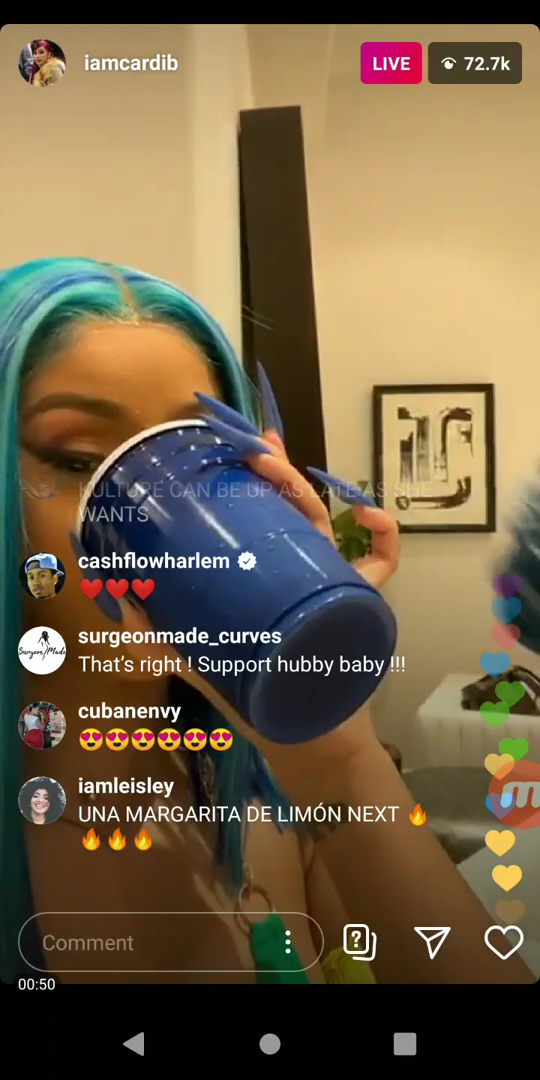 iamcardib
LIVE
72.7k
KULTURE CAN BE UP AS LATE AS SHE
WANTS
cashflowharlem
surgeonmade_curves
That's right ! Support hubby baby !!!
cubanenvy
😍😍😍😍😍😍
iamleisley
UNA MARGARITA DE LIMÓN NEXT 🔥
🔥🔥🔥
Comment
00:50